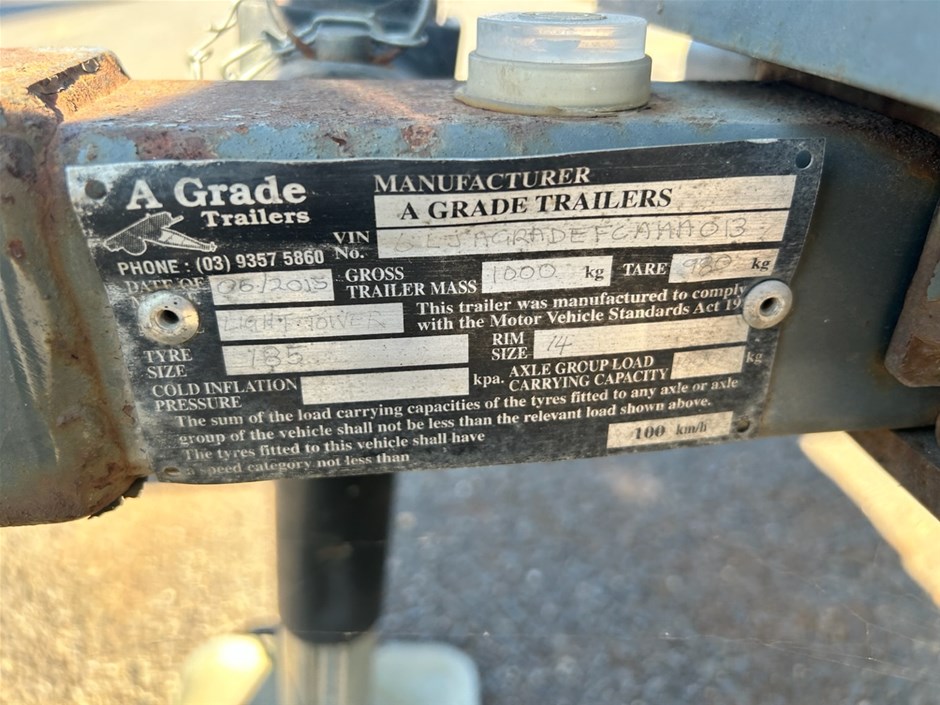 A Grade
Trailers
PHONE : (03) 9357 5860
MANUFACTURER
A GRADE TRAILERS
VIN No.
DATE OF 06/2015
GROSS TRAILER MASS 1000 kg
TARE 980 kg
LIGHT TOWER
This trailer was manufactured to comply
with the Motor Vehicle Standards Act 19
TYRE SIZE 185
RIM SIZE 14
COLD INFLATION PRESSURE kpa.
AXLE GROUP LOAD CARRYING CAPACITY kg
The sum of the load carrying capacities of the tyres fitted to any axle or axle
group of the vehicle shall not be less than the relevant load shown above.
The tyres fitted to this vehicle shall have
a speed category not less than 100 km/h